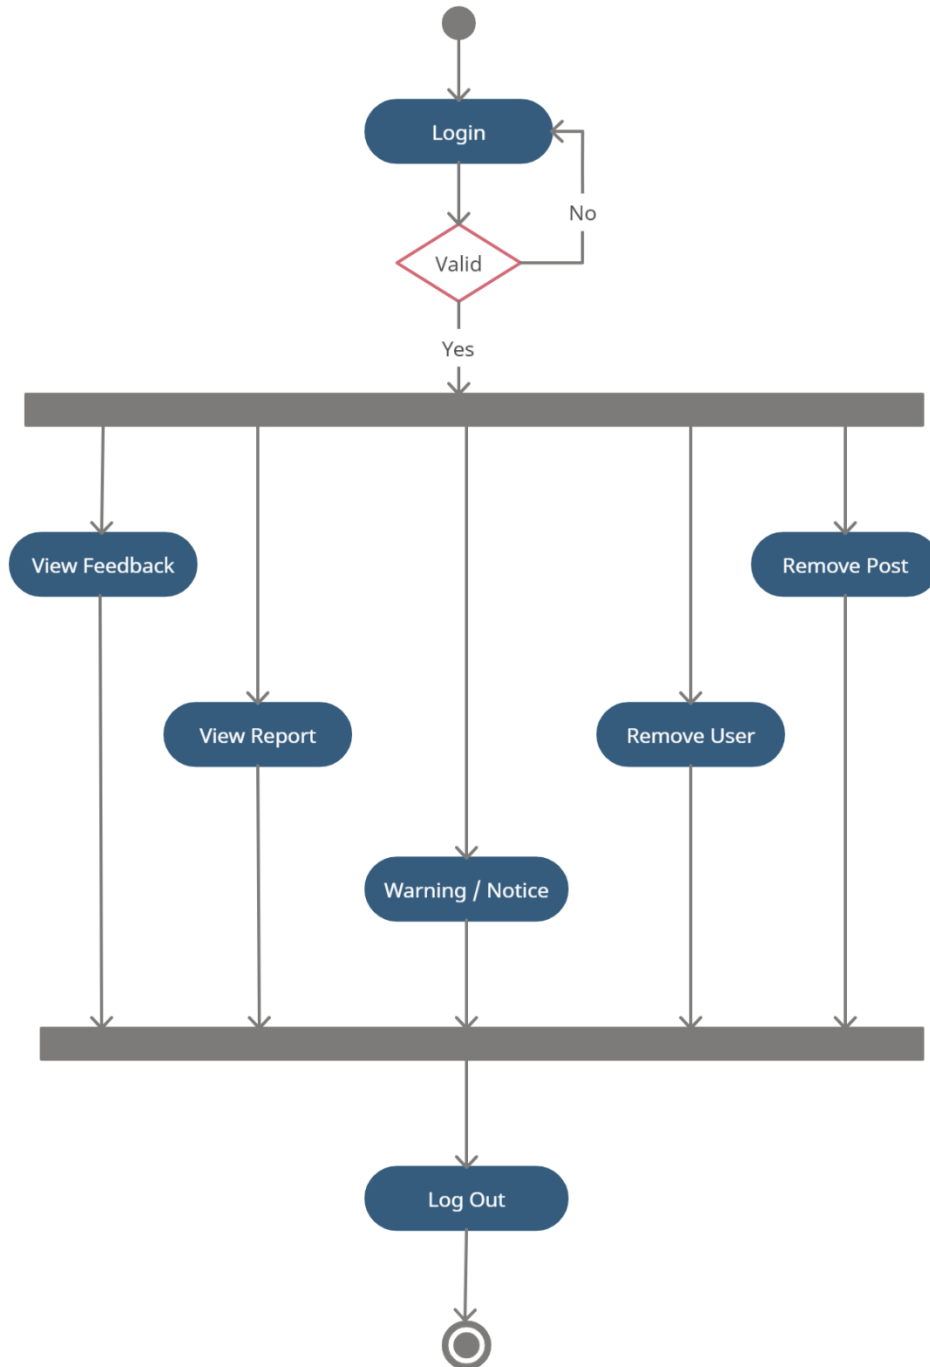 Login
No
Valid
Yes
View Feedback
Remove Post
View Report
Remove User
Warning / Notice
Log Out